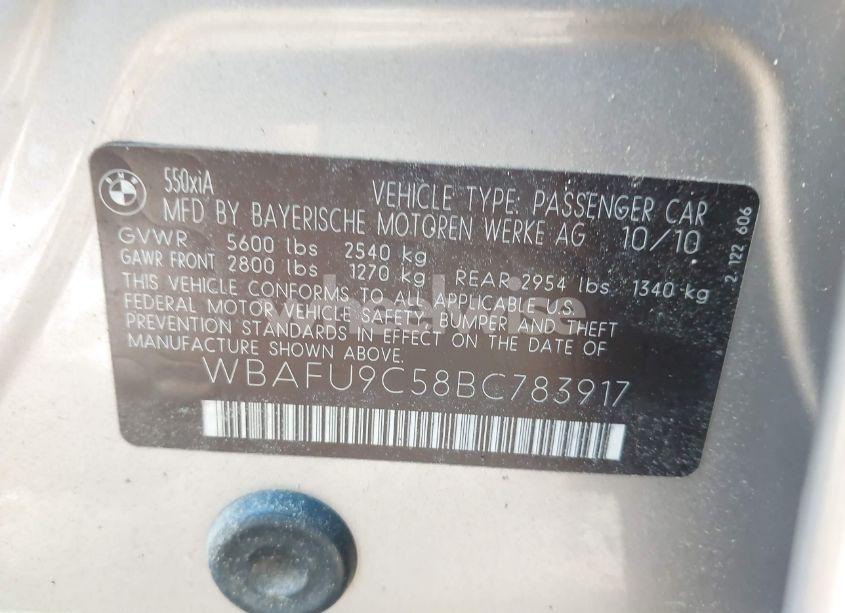 BMW
550xiA
VEHICLE TYPE: PASSENGER CAR
MFD BY BAYERISCHE MOTOREN WERKE AG 10/10
GVWR 5600 lbs 2540 kg
GAWR FRONT 2800 lbs 1270 kg REAR 2954 lbs 1340 kg
THIS VEHICLE CONFORMS TO ALL APPLICABLE U.S.
FEDERAL MOTOR VEHICLE SAFETY, BUMPER AND THEFT
PREVENTION STANDARDS IN EFFECT ON THE DATE OF
MANUFACTURE SHOWN ABOVE.
WBAFU9C58BC783917
2 122 606
wheelwise